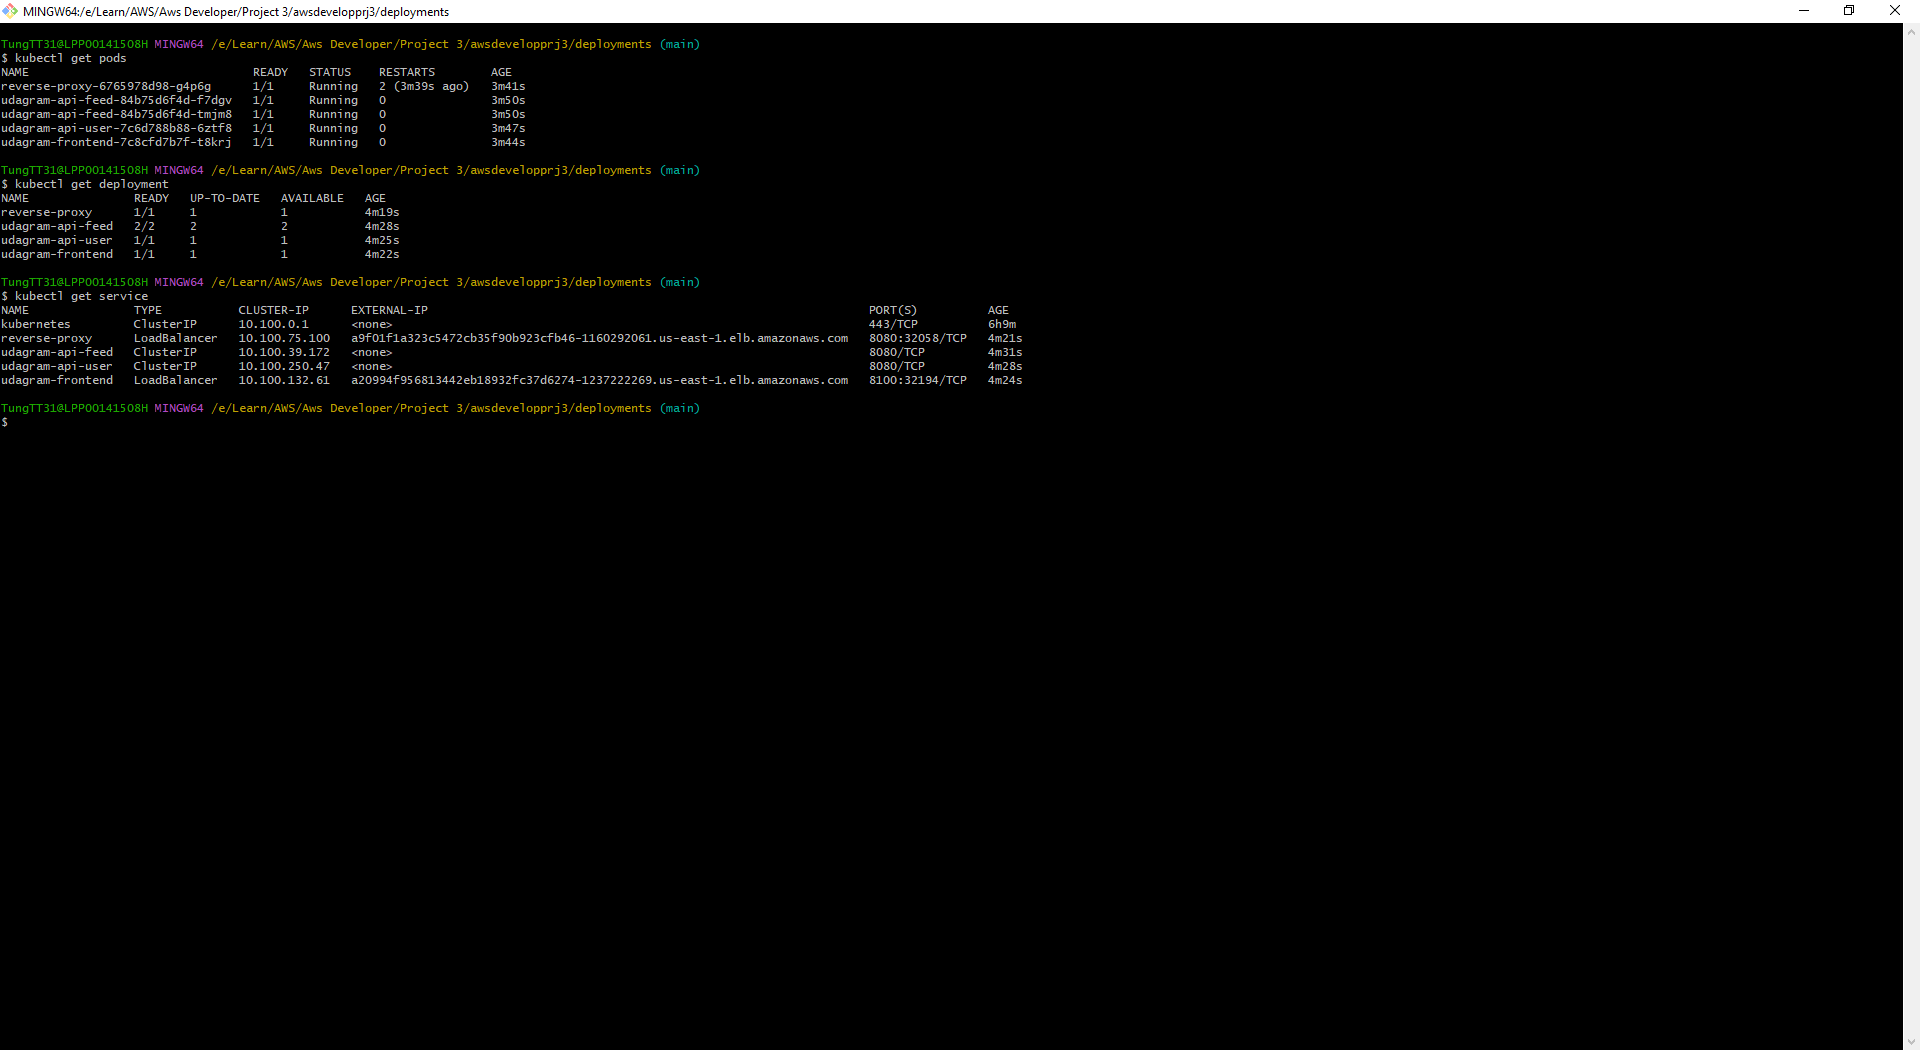 MINGW64:/e/Learn/AWS/Aws Developer/Project 3/awsdevelopprj3/deployments
TungTT31@LPP00141508H MINGW64 /e/Learn/AWS/Aws Developer/Project 3/awsdevelopprj3/deployments (main)
$ kubectl get pods
NAME READY STATUS RESTARTS AGE
reverse-proxy-6765978d98-g4p6g 1/1 Running 2 (3m39s ago) 3m41s
udagram-api-feed-84b75d6f4d-f7dgv 1/1 Running 0 3m50s
udagram-api-feed-84b75d6f4d-tmjm8 1/1 Running 0 3m50s
udagram-api-user-7c6d788b88-6ztf8 1/1 Running 0 3m47s
udagram-frontend-7c8cfd7b7f-t8krj 1/1 Running 0 3m44s
TungTT31@LPP00141508H MINGW64 /e/Learn/AWS/Aws Developer/Project 3/awsdevelopprj3/deployments (main)
$ kubectl get deployment
NAME READY UP-TO-DATE AVAILABLE AGE
reverse-proxy 1/1 1 1 4m19s
udagram-api-feed 2/2 2 2 4m28s
udagram-api-user 1/1 1 1 4m25s
udagram-frontend 1/1 1 1 4m22s
TungTT31@LPP00141508H MINGW64 /e/Learn/AWS/Aws Developer/Project 3/awsdevelopprj3/deployments (main)
$ kubectl get service
NAME TYPE CLUSTER-IP EXTERNAL-IP PORT(S) AGE
kubernetes ClusterIP 10.100.0.1 <none> 443/TCP 6h9m
reverse-proxy LoadBalancer 10.100.75.100 a9f01f1a323c5472cb35f90b923cfb46-1160292061.us-east-1.elb.amazonaws.com 8080:32058/TCP 4m21s
udagram-api-feed ClusterIP 10.100.39.172 <none> 8080/TCP 4m31s
udagram-api-user ClusterIP 10.100.250.47 <none> 8080/TCP 4m28s
udagram-frontend LoadBalancer 10.100.132.61 a20994f956813442eb18932fc37d6274-1237222269.us-east-1.elb.amazonaws.com 8100:32194/TCP 4m24s
TungTT31@LPP00141508H MINGW64 /e/Learn/AWS/Aws Developer/Project 3/awsdevelopprj3/deployments (main)
$